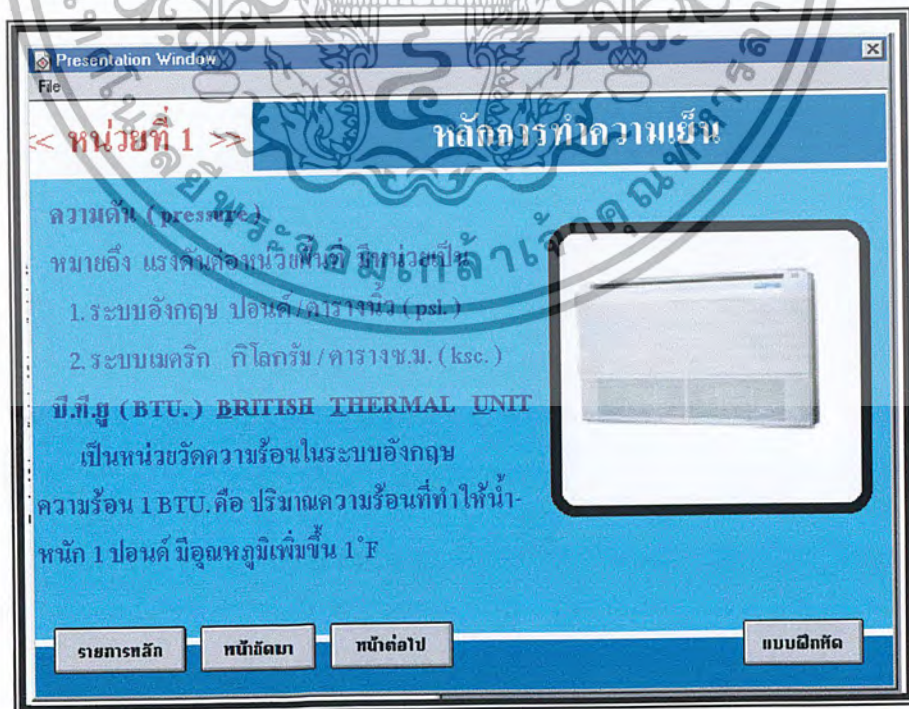 Presentation Window
File
<< หน่วยที่ 1 >>
หลักการทำความเย็น
ความดัน ( pressure )
หมายถึง แรงดันต่อหน่วยพื้นที่ มีหน่วยเป็น
1. ระบบอังกฤษ ปอนด์/ตารางนิ้ว ( psi. )
2. ระบบเมตริก กิโลกรัม/ตารางซ.ม. ( ksc. )
บี.ที.ยู ( BTU. ) BRITISH THERMAL UNIT
เป็นหน่วยวัดความร้อนในระบบอังกฤษ
ความร้อน 1 BTU. คือ ปริมาณความร้อนที่ทำให้น้ำ-
หนัก 1 ปอนด์ มีอุณหภูมิเพิ่มขึ้น 1 °F
รายการหลัก
หน้าถัดมา
หน้าต่อไป
แบบฝึกหัด